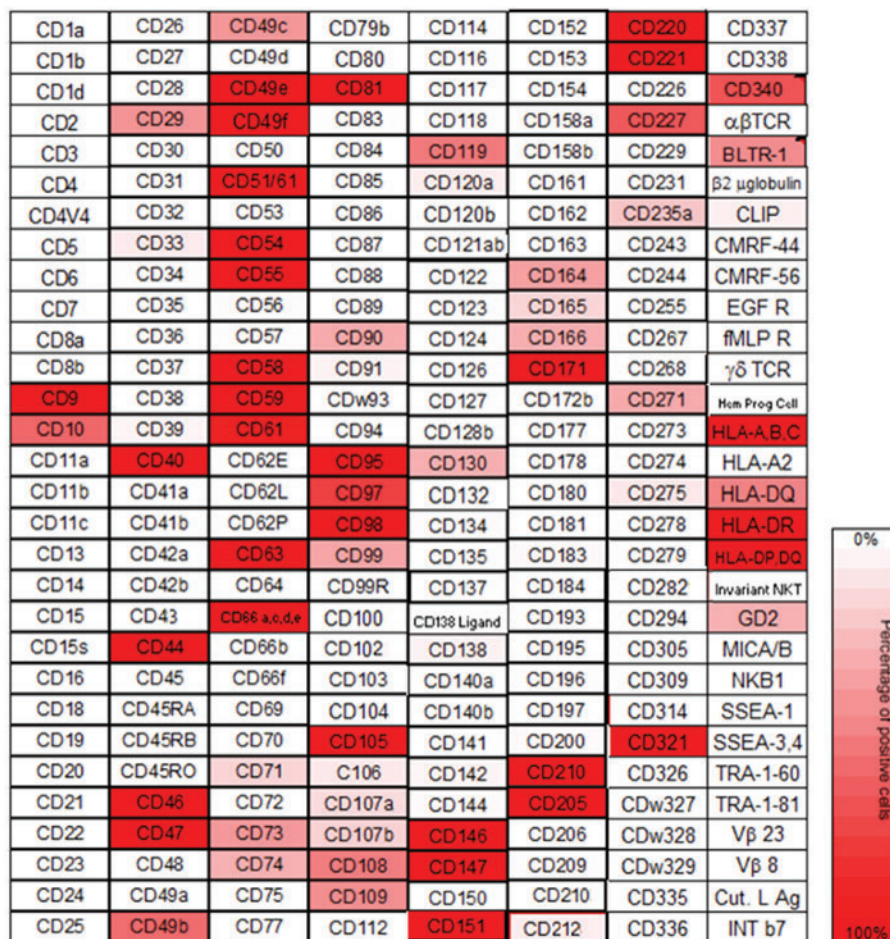 CD1a CD26 CD49c CD79b CD114 CD152 CD220 CD337
CD1b CD27 CD49d CD80 CD116 CD153 CD221 CD338
CD1d CD28 CD49e CD81 CD117 CD154 CD226 CD340
CD2 CD29 CD49f CD83 CD118 CD158a CD227 αβTCR
CD3 CD30 CD50 CD84 CD119 CD158b CD229 BLTR-1
CD4 CD31 CD51/61 CD85 CD120a CD161 CD231 β2 μglobulin
CD4V4 CD32 CD53 CD86 CD120b CD162 CD235a CLIP
CD5 CD33 CD54 CD87 CD121ab CD163 CD243 CMRF-44
CD6 CD34 CD55 CD88 CD122 CD164 CD244 CMRF-56
CD7 CD35 CD56 CD89 CD123 CD165 CD255 EGF R
CD8a CD36 CD57 CD90 CD124 CD166 CD267 fMLP R
CD8b CD37 CD58 CD91 CD126 CD171 CD268 γδ TCR
CD9 CD38 CD59 CDw93 CD127 CD172b CD271 Hem Prog Cell
CD10 CD39 CD61 CD94 CD128b CD177 CD273 HLA-A,B,C
CD11a CD40 CD62E CD95 CD130 CD178 CD274 HLA-A2
CD11b CD41a CD62L CD97 CD132 CD180 CD275 HLA-DQ
CD11c CD41b CD62P CD98 CD134 CD181 CD278 HLA-DR
CD13 CD42a CD63 CD99 CD135 CD183 CD279 HLA-DP,DQ
CD14 CD42b CD64 CD99R CD137 CD184 CD282 Invariant NKT
CD15 CD43 CD66 a,c,d,e CD100 CD138 Ligand CD193 CD294 GD2
CD15s CD44 CD66b CD102 CD138 CD195 CD305 MICA/B
CD16 CD45 CD66f CD103 CD140a CD196 CD309 NKB1
CD18 CD45RA CD69 CD104 CD140b CD197 CD314 SSEA-1
CD19 CD45RB CD70 CD105 CD141 CD200 CD321 SSEA-3,4
CD20 CD45RO CD71 C106 CD142 CD210 CD326 TRA-1-60
CD21 CD46 CD72 CD107a CD144 CD205 CDw327 TRA-1-81
CD22 CD47 CD73 CD107b CD146 CD206 CDw328 Vβ 23
CD23 CD48 CD74 CD108 CD147 CD209 CDw329 Vβ 8
CD24 CD49a CD75 CD109 CD150 CD210 CD335 Cut. L Ag
CD25 CD49b CD77 CD112 CD151 CD212 CD336 INT b7
0%
Percentage of positive cells
100%